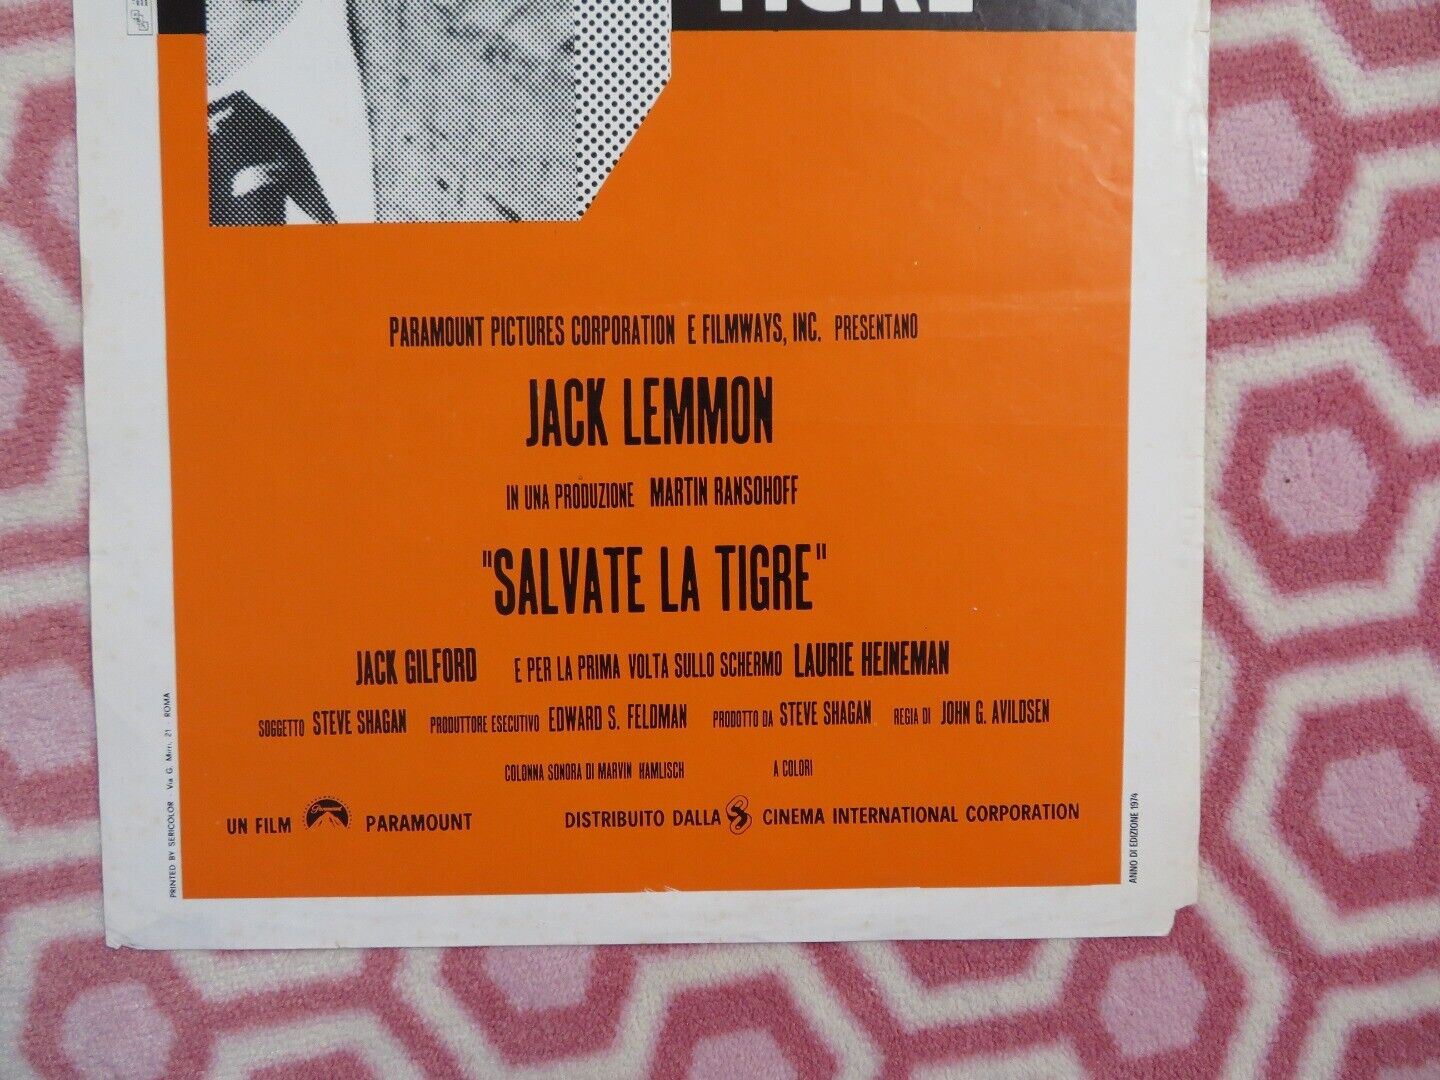 TIGRE
PARAMOUNT PICTURES CORPORATION E FILMWAYS, INC. PRESENTANO
JACK LEMMON
IN UNA PRODUZIONE MARTIN RANSOHOFF
"SALVATE LA TIGRE"
JACK GILFORD E PER LA PRIMA VOLTA SULLO SCHERMO LAURIE HEINEMAN
SOGGETTO STEVE SHAGAN PRODUTTORE ESECUTIVO EDWARD S. FELDMAN PRODOTTO DA STEVE SHAGAN REGIA DI JOHN G. AVILDSEN
COLONNA SONORA DI MARVIN HAMLISCH A COLORI
UN FILM Paramount PARAMOUNT DISTRIBUITO DALLA CINEMA INTERNATIONAL CORPORATION
PRINTED BY SERICOLOR - Via G. 21 ROMA
ANNO DI EDIZIONE 1974